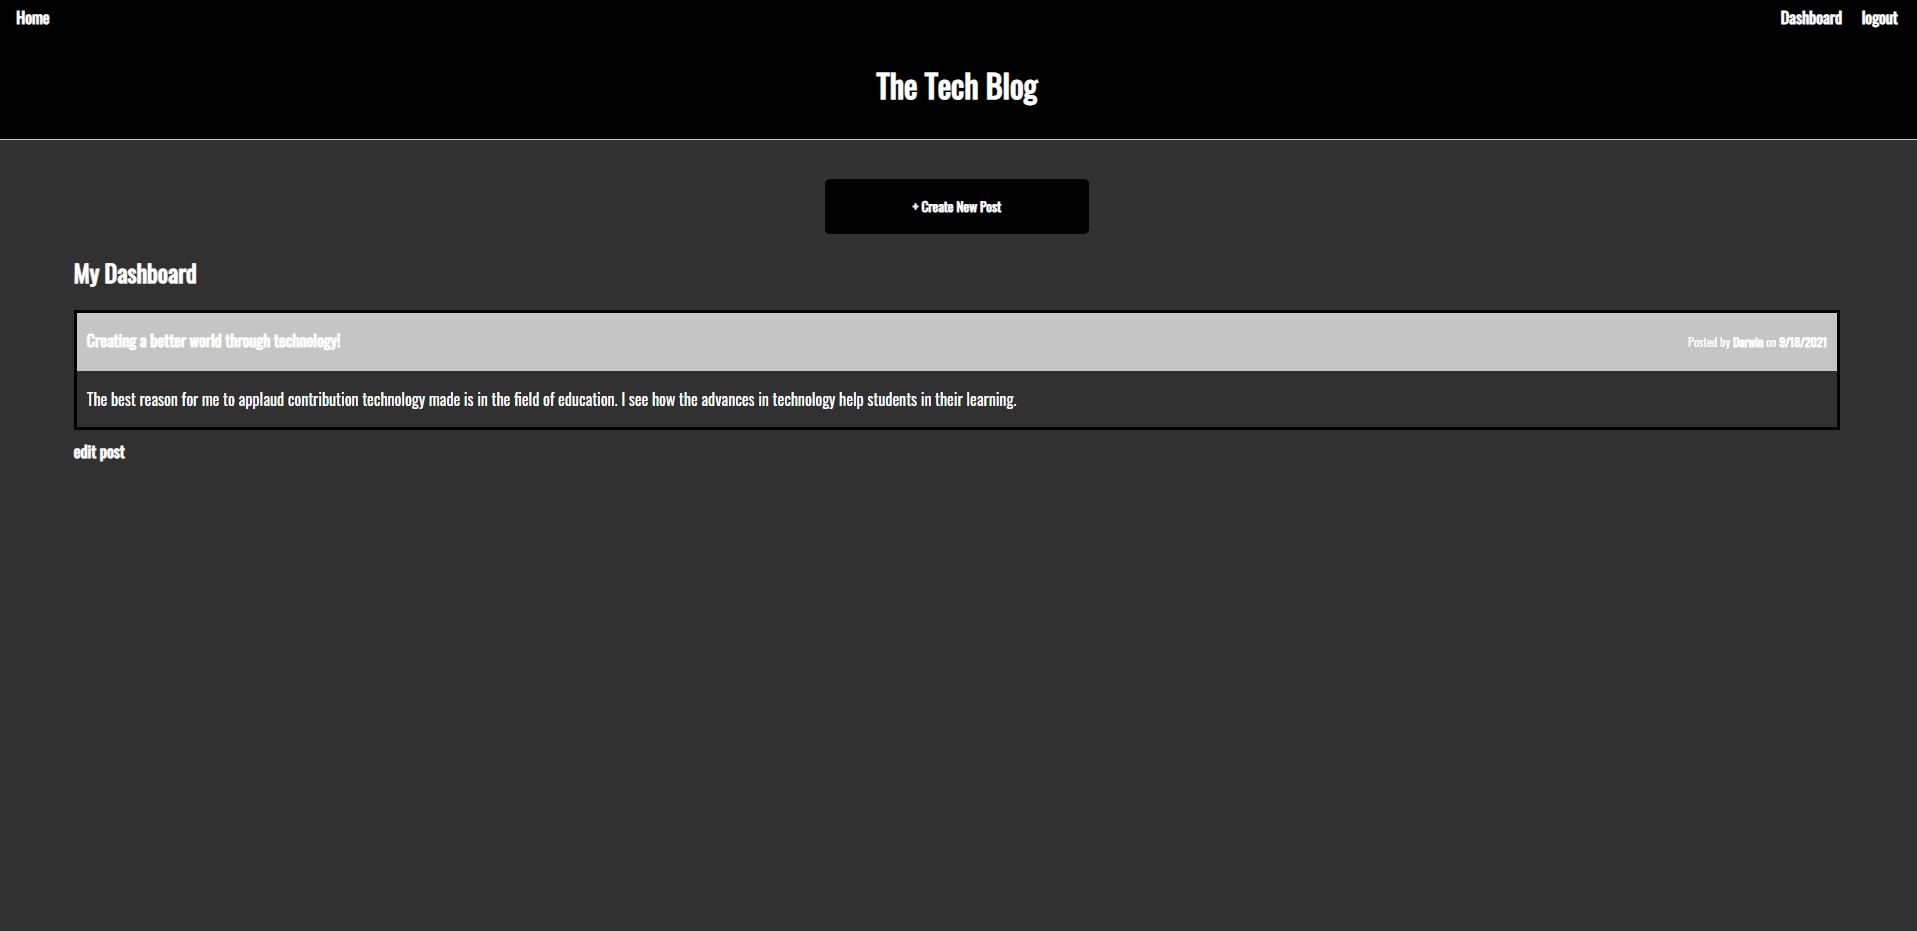 Home
Dashboard
logout
The Tech Blog
+ Create New Post
My Dashboard
Creating a better world through technology!
Posted by Darwin on 9/18/2021
The best reason for me to applaud contribution technology made is in the field of education. I see how the advances in technology help students in their learning.
edit post